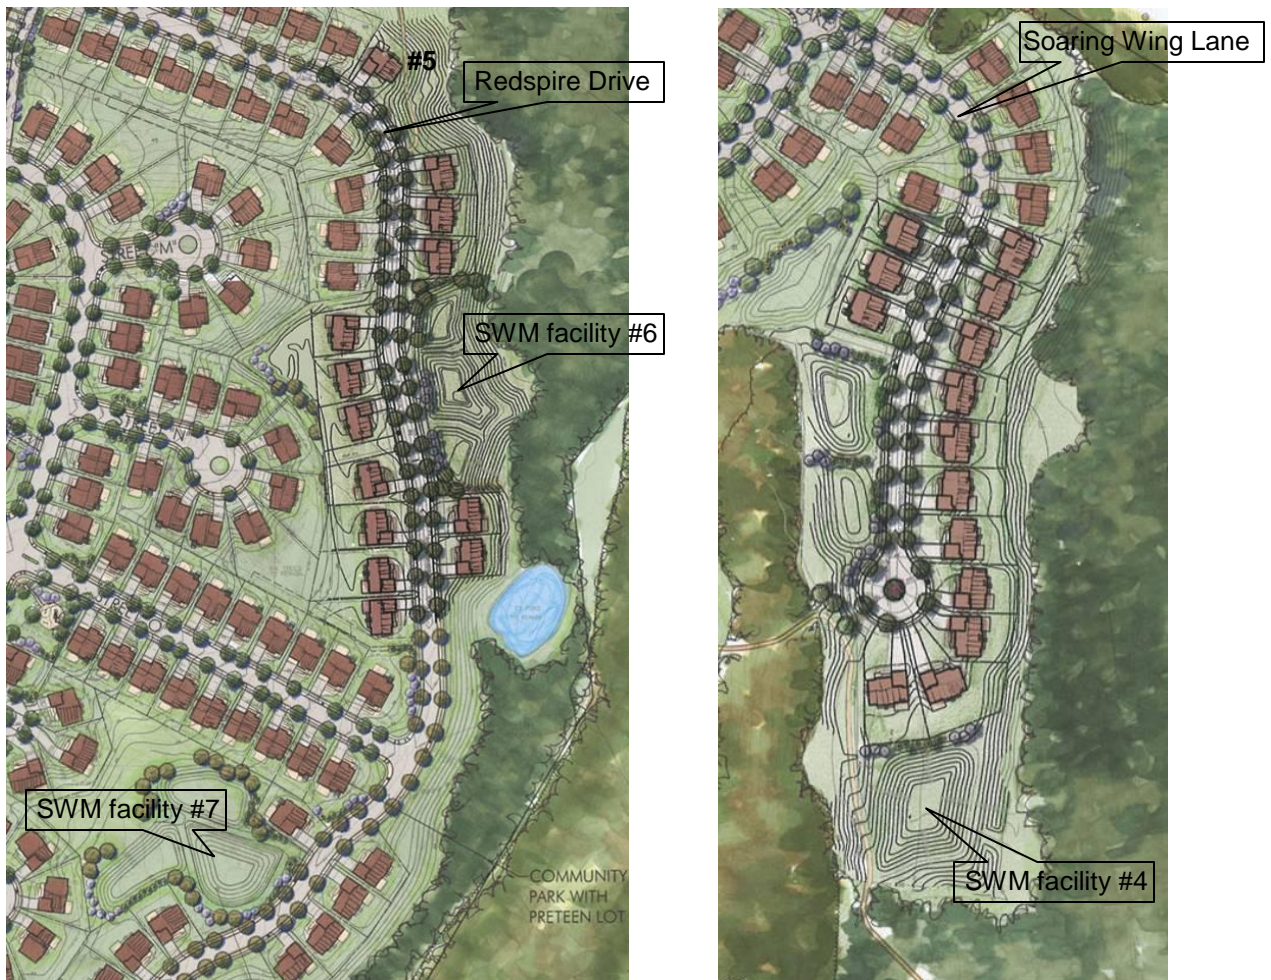 #5
Redspire Drive
Soaring Wing Lane
STREET "M"
SWM facility #6
SWM facility #7
COMMUNITY
PARK WITH
PRETEEN LOT
SWM facility #4